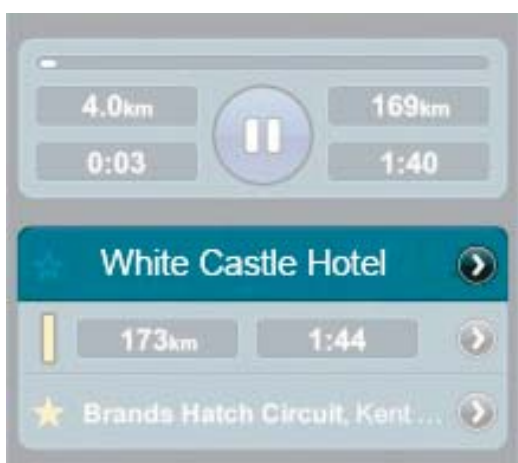 4.0km 169km
0:03 1:40
White Castle Hotel
173km 1:44
Brands Hatch Circuit, Kent ...